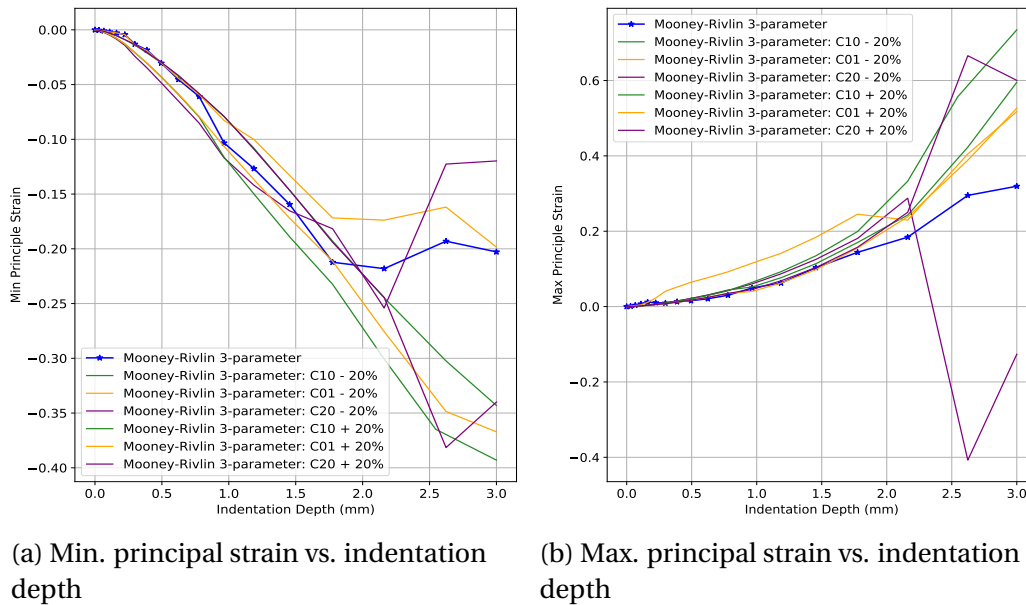 0.00
−0.05
−0.10
−0.15
−0.20
−0.25
−0.30
−0.35
−0.40
Min Principle Strain
Mooney-Rivlin 3-parameter
Mooney-Rivlin 3-parameter: C10 - 20%
Mooney-Rivlin 3-parameter: C01 - 20%
Mooney-Rivlin 3-parameter: C20 - 20%
Mooney-Rivlin 3-parameter: C10 + 20%
Mooney-Rivlin 3-parameter: C01 + 20%
Mooney-Rivlin 3-parameter: C20 + 20%
0.0 0.5 1.0 1.5 2.0 2.5 3.0
Indentation Depth (mm)
(a) Min. principal strain vs. indentation
depth
Mooney-Rivlin 3-parameter
Mooney-Rivlin 3-parameter: C10 - 20%
Mooney-Rivlin 3-parameter: C01 - 20%
Mooney-Rivlin 3-parameter: C20 - 20%
Mooney-Rivlin 3-parameter: C10 + 20%
Mooney-Rivlin 3-parameter: C01 + 20%
Mooney-Rivlin 3-parameter: C20 + 20%
0.6
0.4
0.2
0.0
−0.2
−0.4
Max Principle Strain
0.0 0.5 1.0 1.5 2.0 2.5 3.0
Indentation Depth (mm)
(b) Max. principal strain vs. indentation
depth